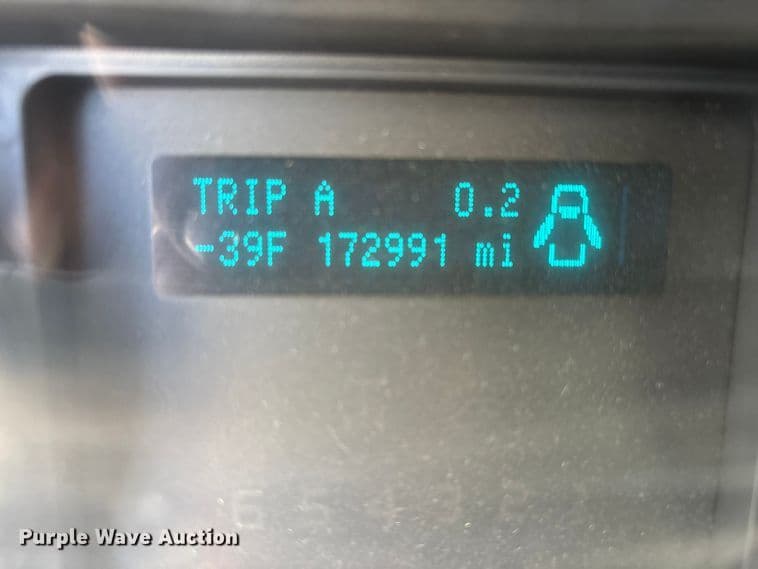 TRIP A 0.2
-39F 172991 mi
Purple Wave Auction